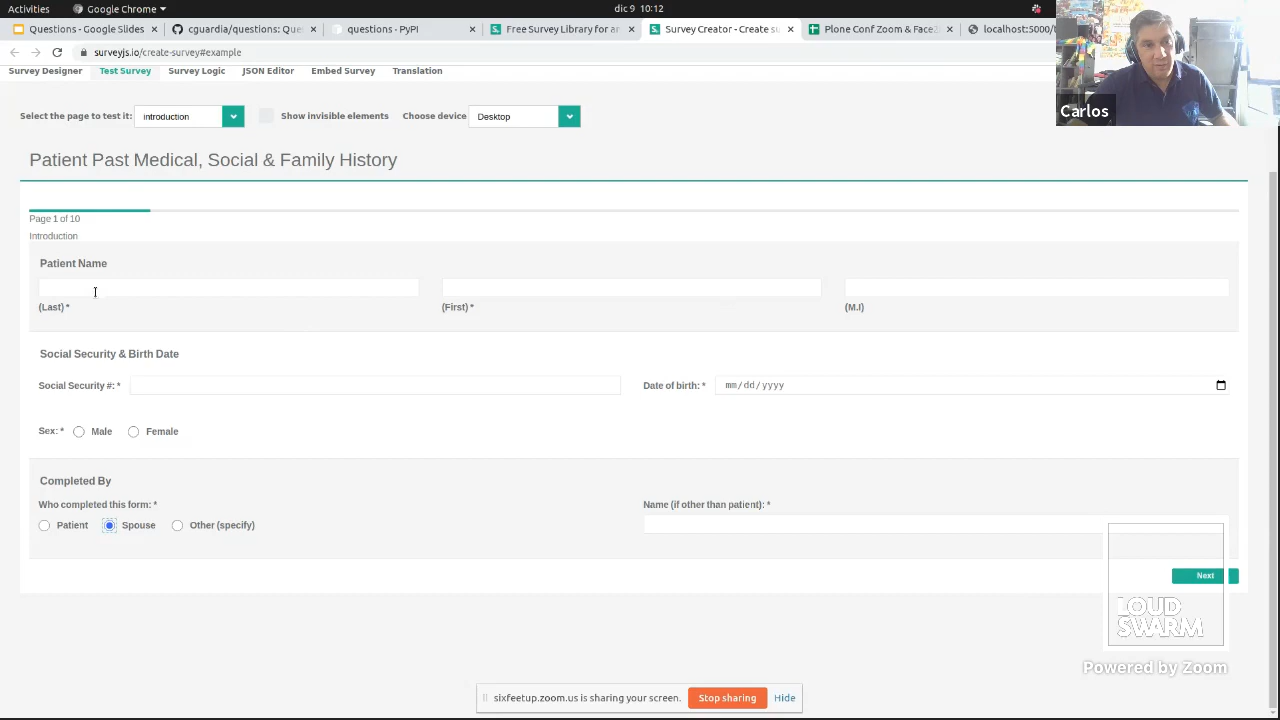 Activities
Google Chrome
dic 9 10:12
Questions - Google Slides
cguardia/questions: Que
questions · PyPI
Free Survey Library for an
Survey Creator - Create su
Plone Conf Zoom & Face
localhost:5000/
surveyjs.io/create-survey#example
Survey Designer
Test Survey
Survey Logic
JSON Editor
Embed Survey
Translation
Carlos
Select the page to test it:
introduction
Show invisible elements
Choose device
Desktop
Patient Past Medical, Social & Family History
Page 1 of 10
Introduction
Patient Name
(Last) *
(First) *
(M.I)
Social Security & Birth Date
Social Security #: *
Date of birth: *
mm/dd/yyyy
Sex: *
Male
Female
Completed By
Who completed this form: *
Name (if other than patient): *
Patient
Spouse
Other (specify)
Next
LOUD
SWARM
Powered by Zoom
sixfeetup.zoom.us is sharing your screen.
Stop sharing
Hide